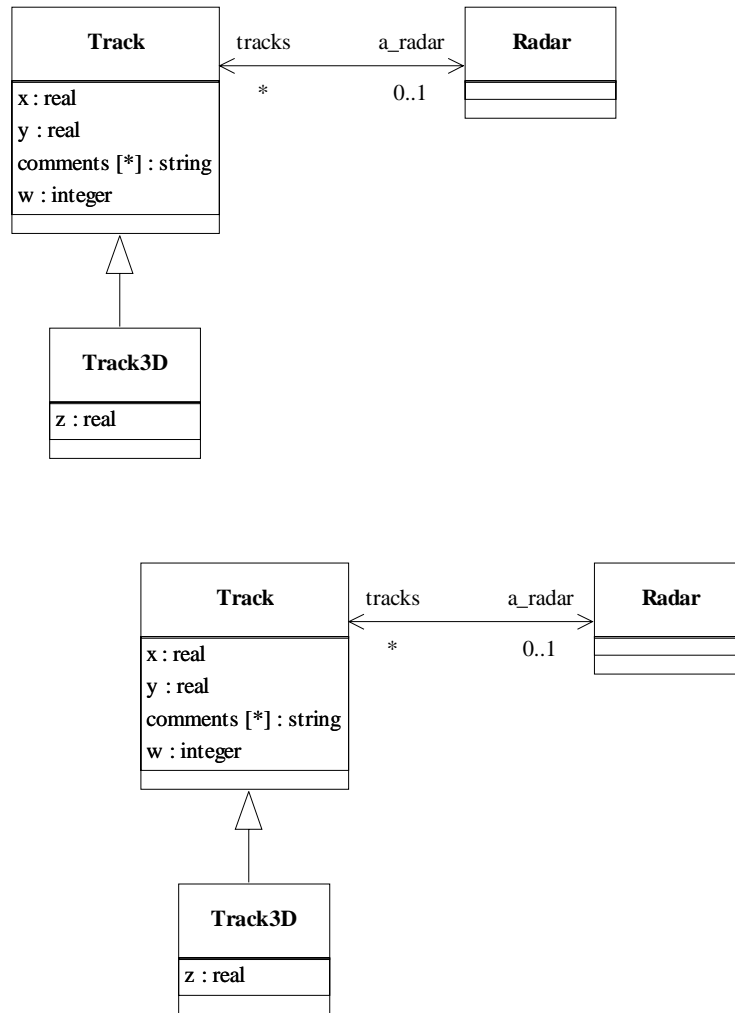 Track
tracks
a_radar
Radar
*
0..1
x : real
y : real
comments [*] : string
w : integer
Track3D
z : real
Track
tracks
a_radar
Radar
*
0..1
x : real
y : real
comments [*] : string
w : integer
Track3D
z : real